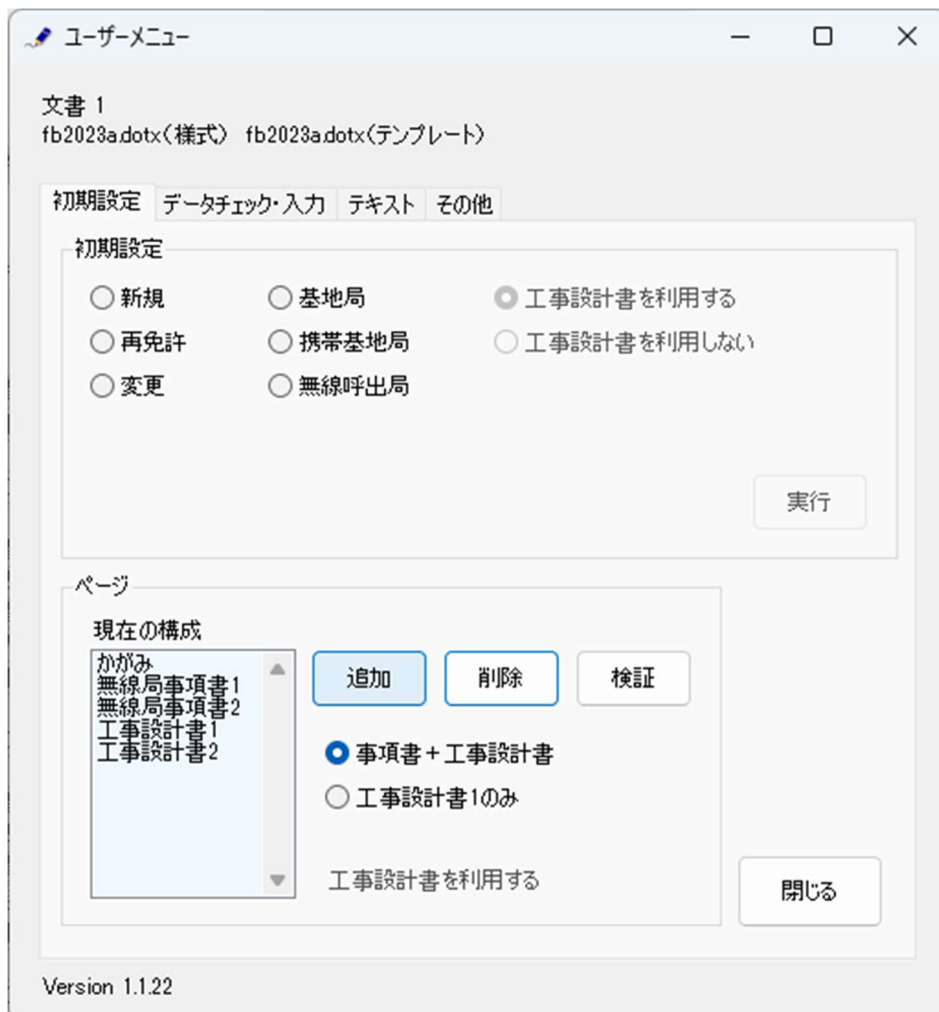 ユーザーメニュー
文書 1
fb2023a.dotx(様式) fb2023a.dotx(テンプレート)
初期設定 データチェック・入力 テキスト その他
初期設定
新規 基地局 工事設計書を利用する
再免許 携帯基地局 工事設計書を利用しない
変更 無線呼出局
実行
ページ
現在の構成
かがみ
無線局事項書1
無線局事項書2
工事設計書1
工事設計書2
追加 削除 検証
事項書+工事設計書
工事設計書1のみ
工事設計書を利用する
閉じる
Version 1.1.22